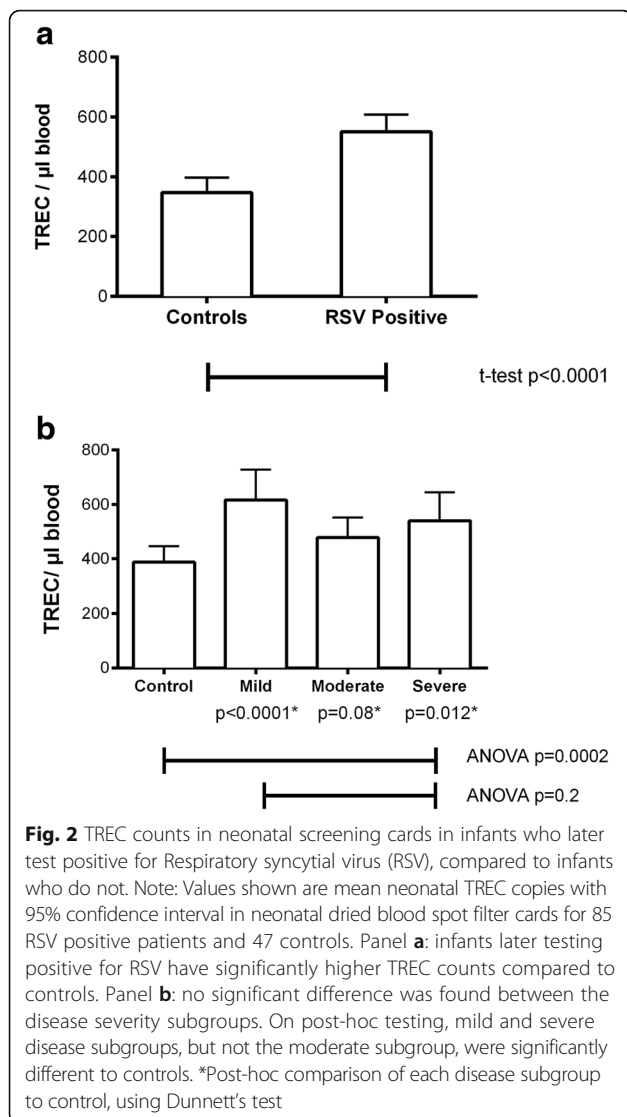 a
800
600
400
200
0
TREC / µl blood
Controls RSV Positive
t-test p<0.0001
b
800
600
400
200
0
TREC/ µl blood
Control Mild Moderate Severe
p<0.0001* p=0.08* p=0.012*
ANOVA p=0.0002
ANOVA p=0.2
Fig. 2 TREC counts in neonatal screening cards in infants who later
test positive for Respiratory syncytial virus (RSV), compared to infants
who do not. Note: Values shown are mean neonatal TREC copies with
95% confidence interval in neonatal dried blood spot filter cards for 85
RSV positive patients and 47 controls. Panel a: infants later testing
positive for RSV have significantly higher TREC counts compared to
controls. Panel b: no significant difference was found between the
disease severity subgroups. On post-hoc testing, mild and severe
disease subgroups, but not the moderate subgroup, were significantly
different to controls. *Post-hoc comparison of each disease subgroup
to control, using Dunnett’s test